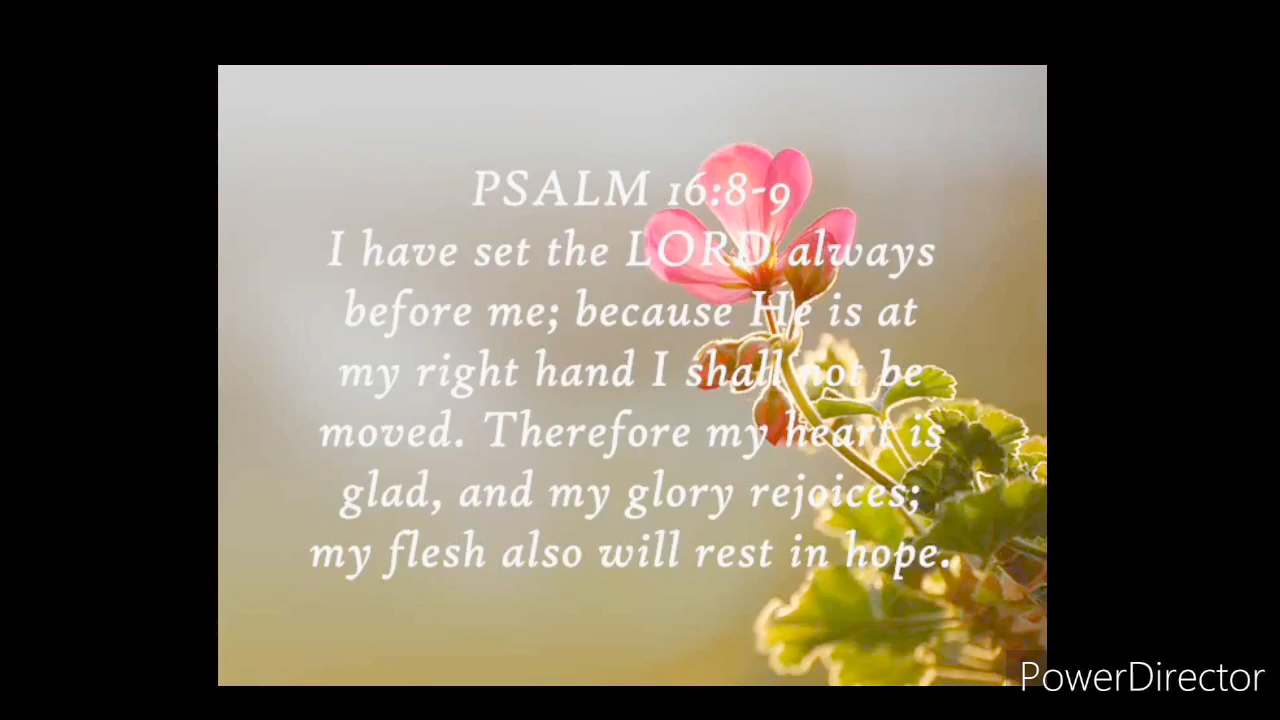 PSALM 16:8-9
I have set the LORD always
before me; because He is at
my right hand I shall not be
moved. Therefore my heart is
glad, and my glory rejoices;
my flesh also will rest in hope.
PowerDirector